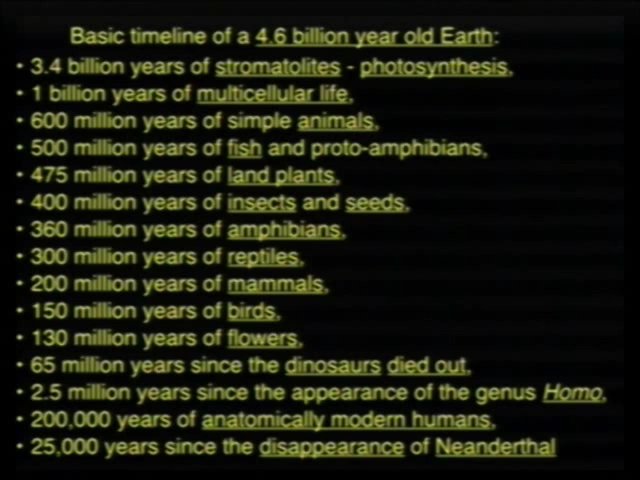 Basic timeline of a 4.6 billion year old Earth:
• 3.4 billion years of stromatolites - photosynthesis,
• 1 billion years of multicellular life,
• 600 million years of simple animals,
• 500 million years of fish and proto-amphibians,
• 475 million years of land plants,
• 400 million years of insects and seeds,
• 360 million years of amphibians,
• 300 million years of reptiles,
• 200 million years of mammals,
• 150 million years of birds,
• 130 million years of flowers,
• 65 million years since the dinosaurs died out,
• 2.5 million years since the appearance of the genus Homo,
• 200,000 years of anatomically modern humans,
• 25,000 years since the disappearance of Neanderthal